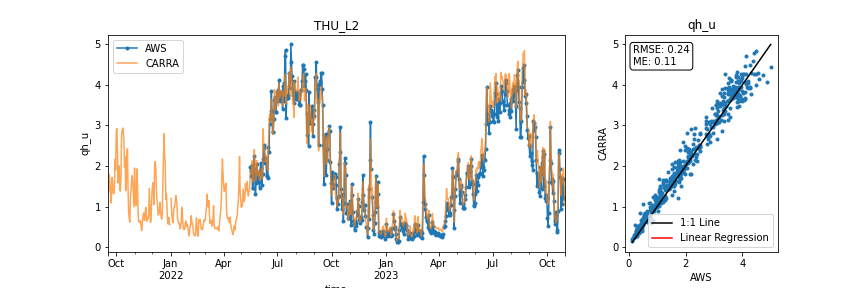 THU_L2
qh_u
AWS
CARRA
5
4
3
2
1
0
qh_u
Oct
Jan
2022
Apr
Jul
Oct
Jan
2023
Apr
Jul
Oct
time
qh_u
RMSE: 0.24
ME: 0.11
5
4
3
2
1
0
CARRA
1:1 Line
Linear Regression
0
2
4
AWS